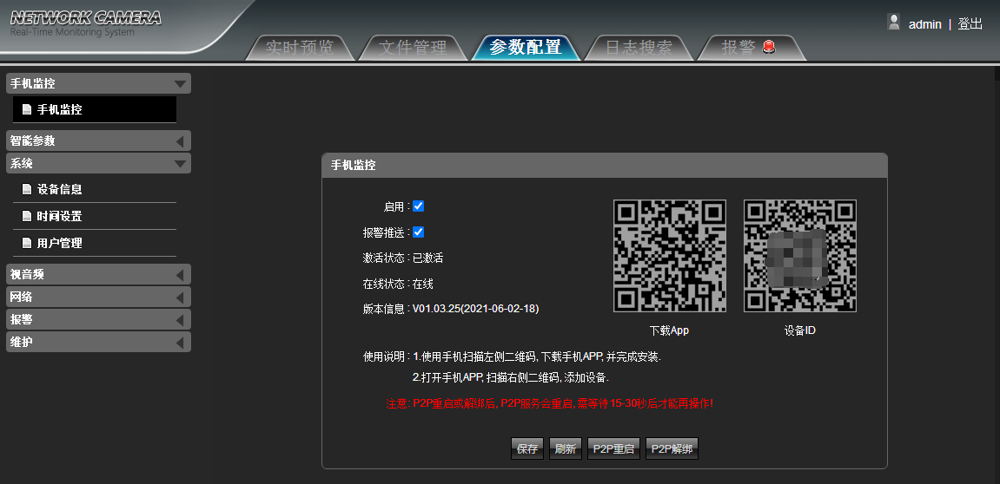 NETWORK CAMERA
Real-Time Monitoring System
admin | 登出
实时预览 文件管理 参数配置 日志搜索 报警
手机监控
手机监控
智能参数
系统
设备信息
时间设置
用户管理
视音频
网络
报警
维护
手机监控
启用 :
报警推送 :
激活状态 : 已激活
在线状态 : 在线
版本信息 : V01.03.25(2021-06-02-18)
下载App 设备ID
使用说明 : 1.使用手机扫描左侧二维码, 下载手机APP, 并完成安装.
2.打开手机APP, 扫描右侧二维码, 添加设备.
注意: P2P重启或解绑后, P2P服务会重启, 需等待15-30秒后才能再操作!
保存 刷新 P2P重启 P2P解绑